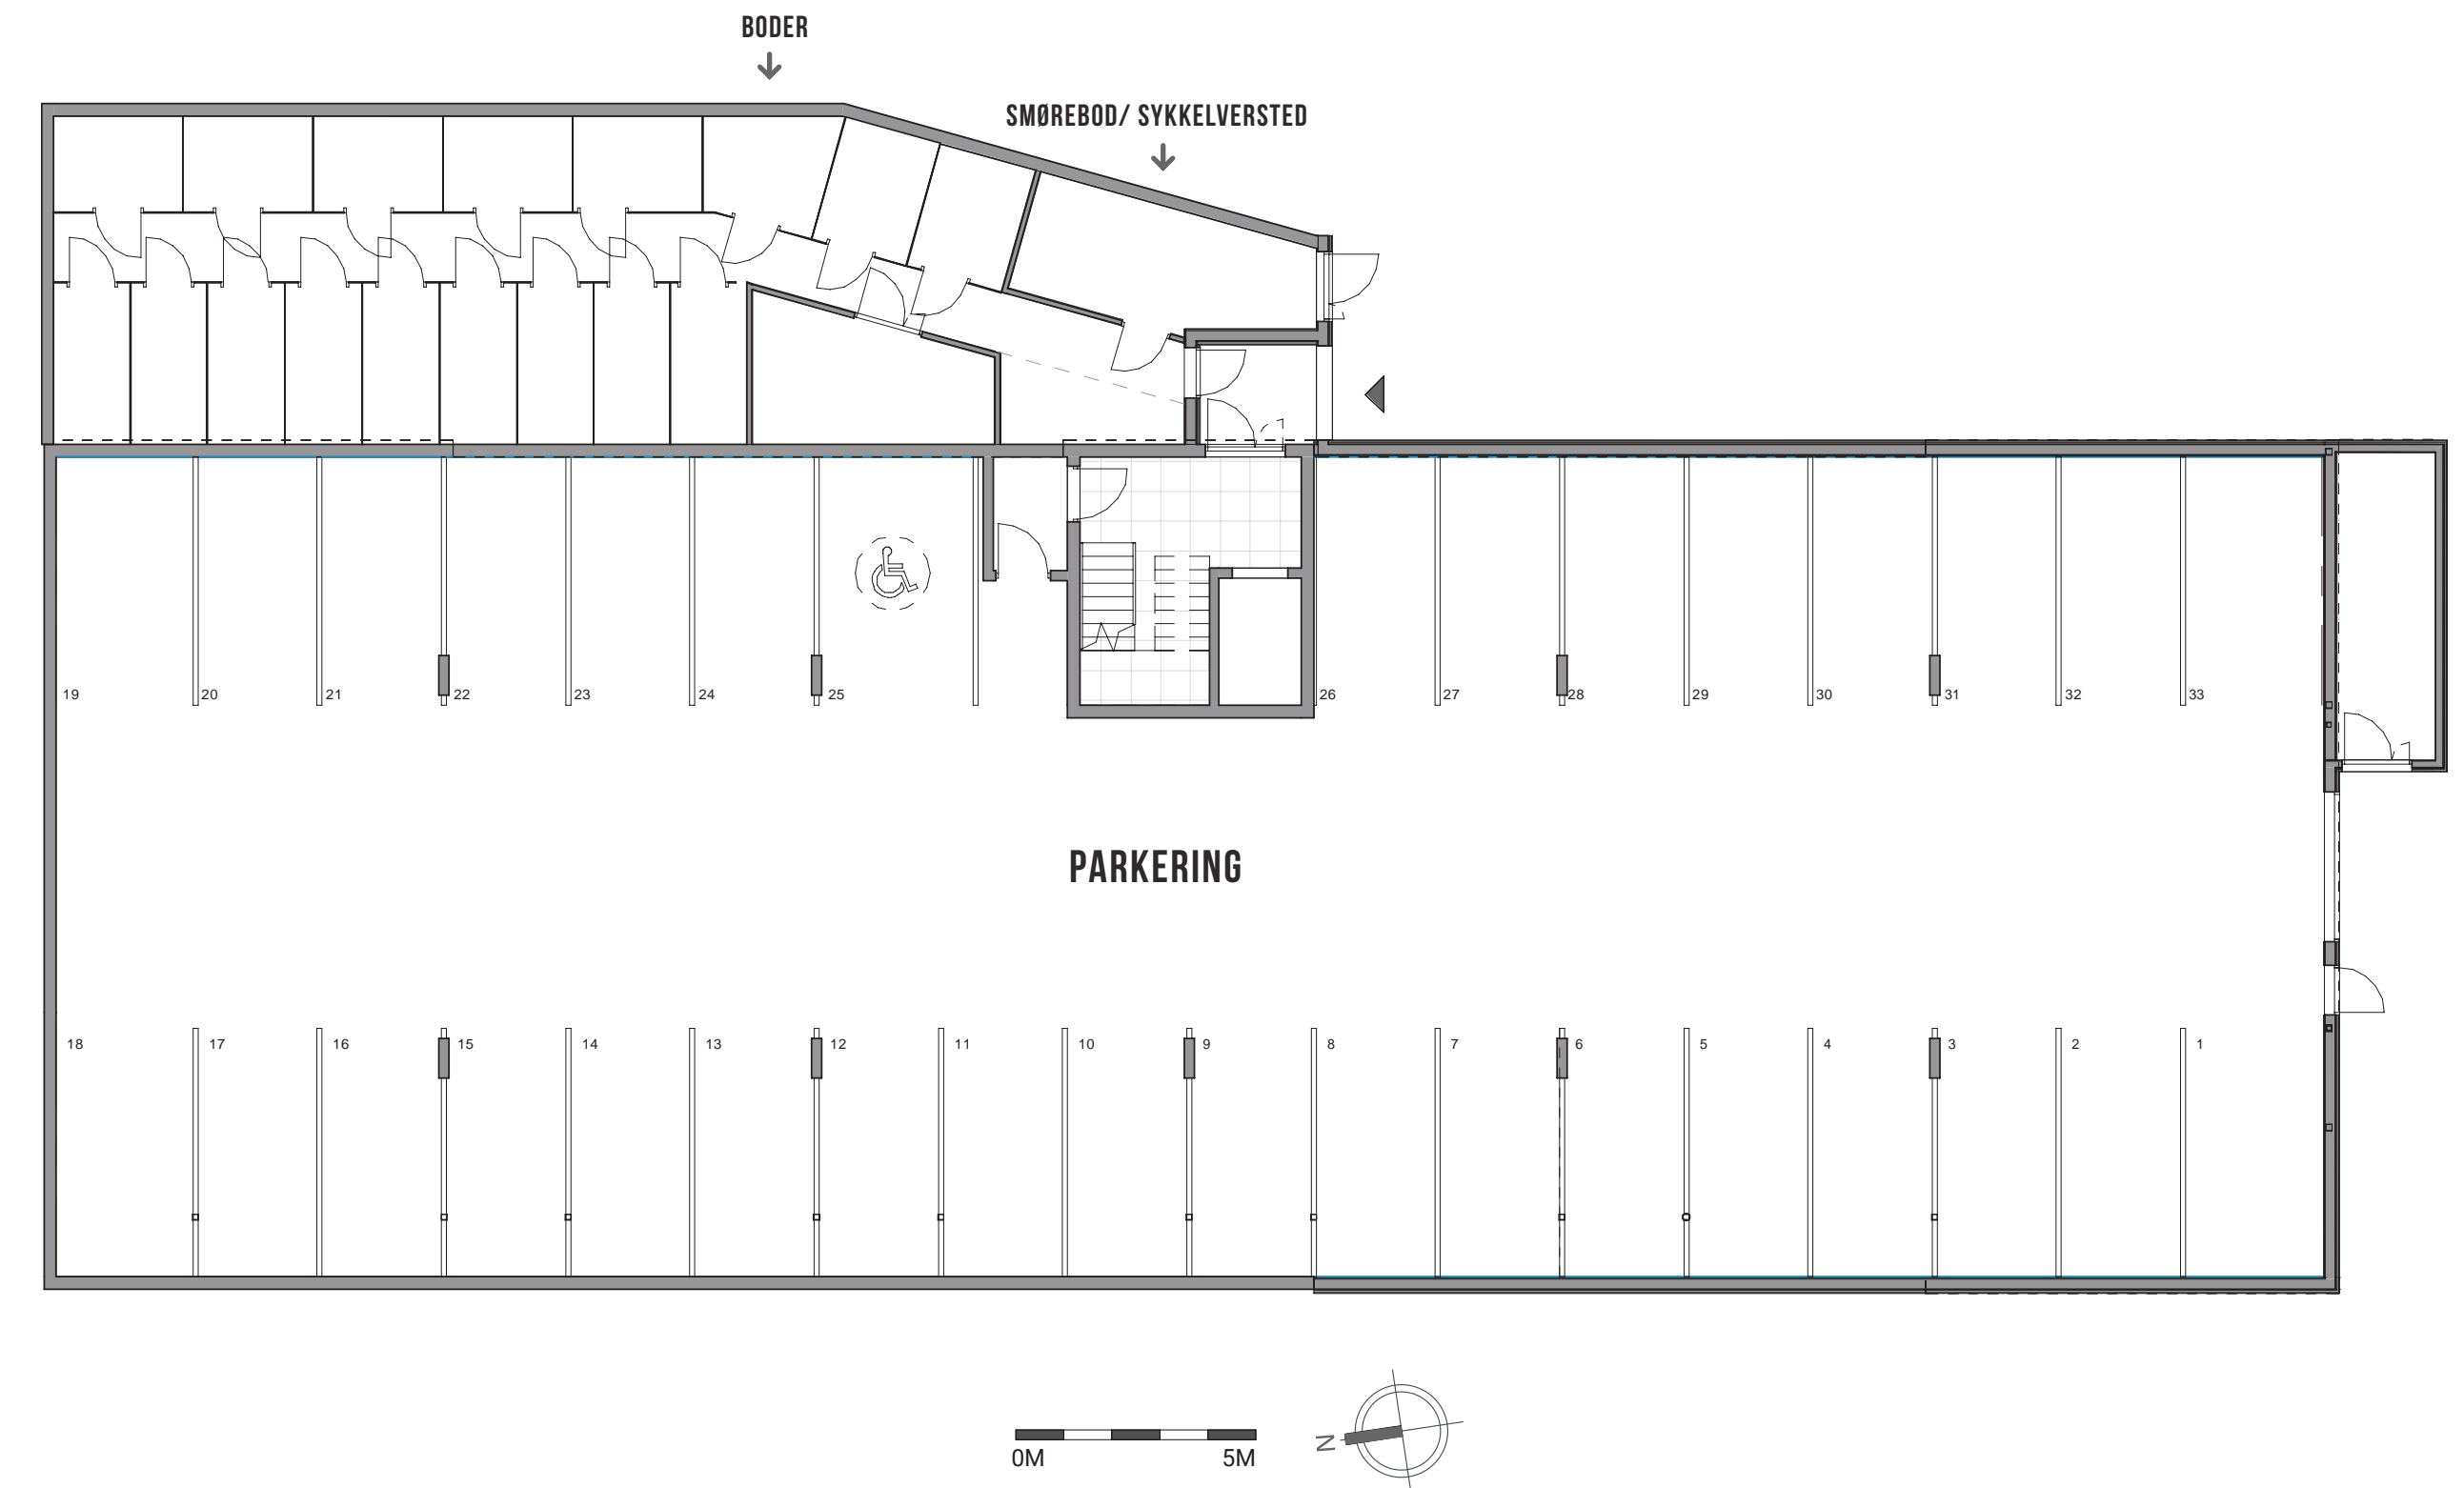 BODER
SMØREBOD/ SYKKELVERSTED
19 20 21 22 23 24 25 26 27 28 29 30 31 32 33
PARKERING
18 17 16 15 14 13 12 11 10 9 8 7 6 5 4 3 2 1
0M 5M
N